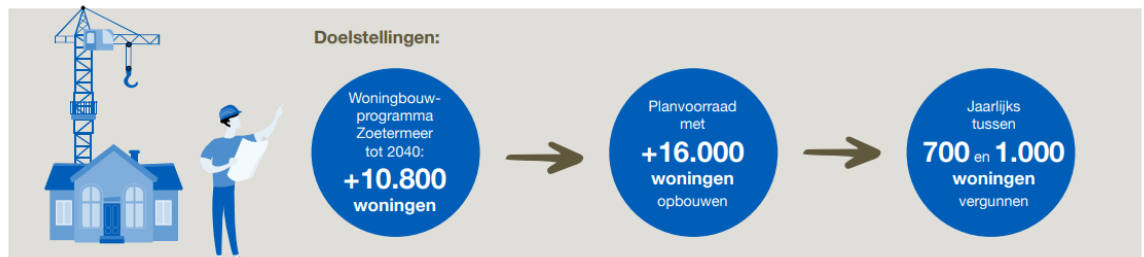 Doelstellingen:
Woningbouw-
programma
Zoetermeer
tot 2040:
+10.800
woningen
Planvoorraad
met
+16.000
woningen
opbouwen
Jaarlijks
tussen
700 en 1.000
woningen
vergunnen